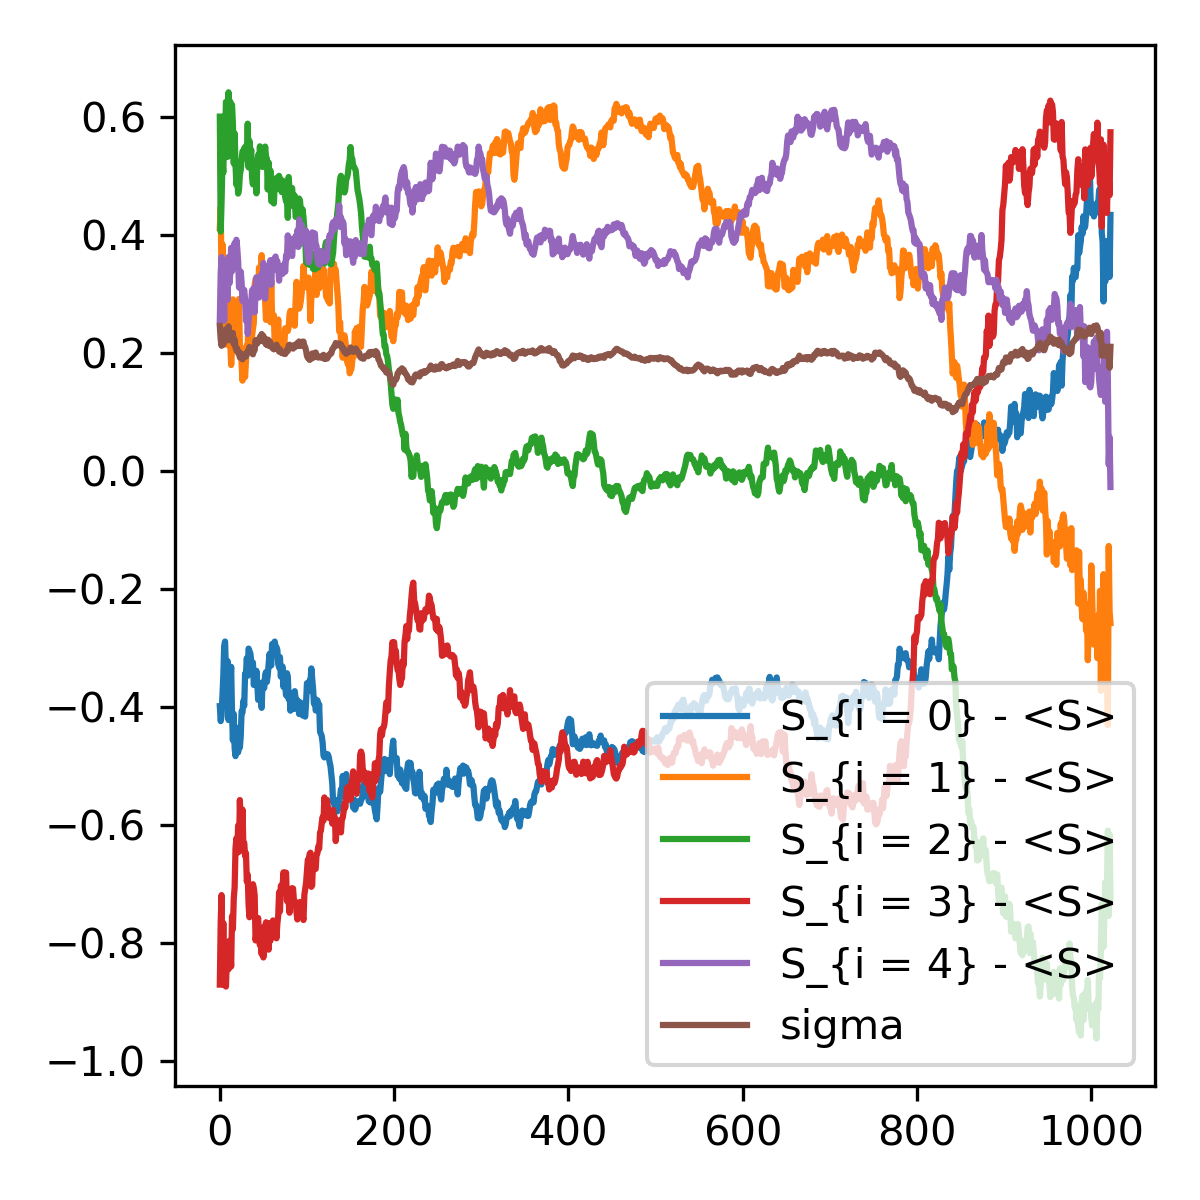 0.6
0.4
0.2
0.0
−0.2
−0.4
−0.6
−0.8
−1.0
S_{i = 0} - <S>
S_{i = 1} - <S>
S_{i = 2} - <S>
S_{i = 3} - <S>
S_{i = 4} - <S>
sigma
0 200 400 600 800 1000